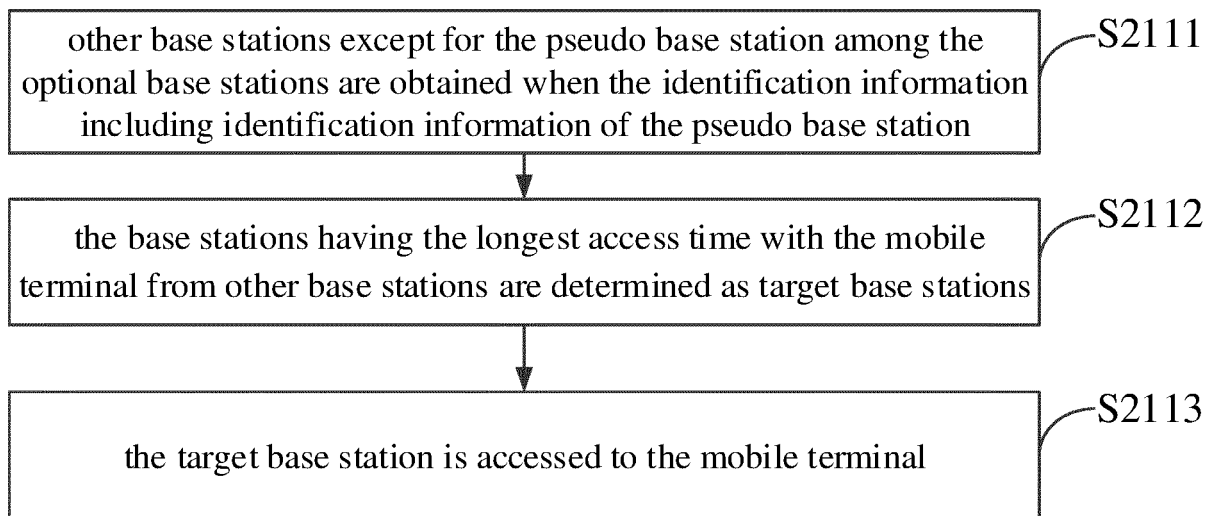 other base stations except for the pseudo base station among the
optional base stations are obtained when the identification information
including identification information of the pseudo base station
S2111
the base stations having the longest access time with the mobile
terminal from other base stations are determined as target base stations
S2112
the target base station is accessed to the mobile terminal
S2113